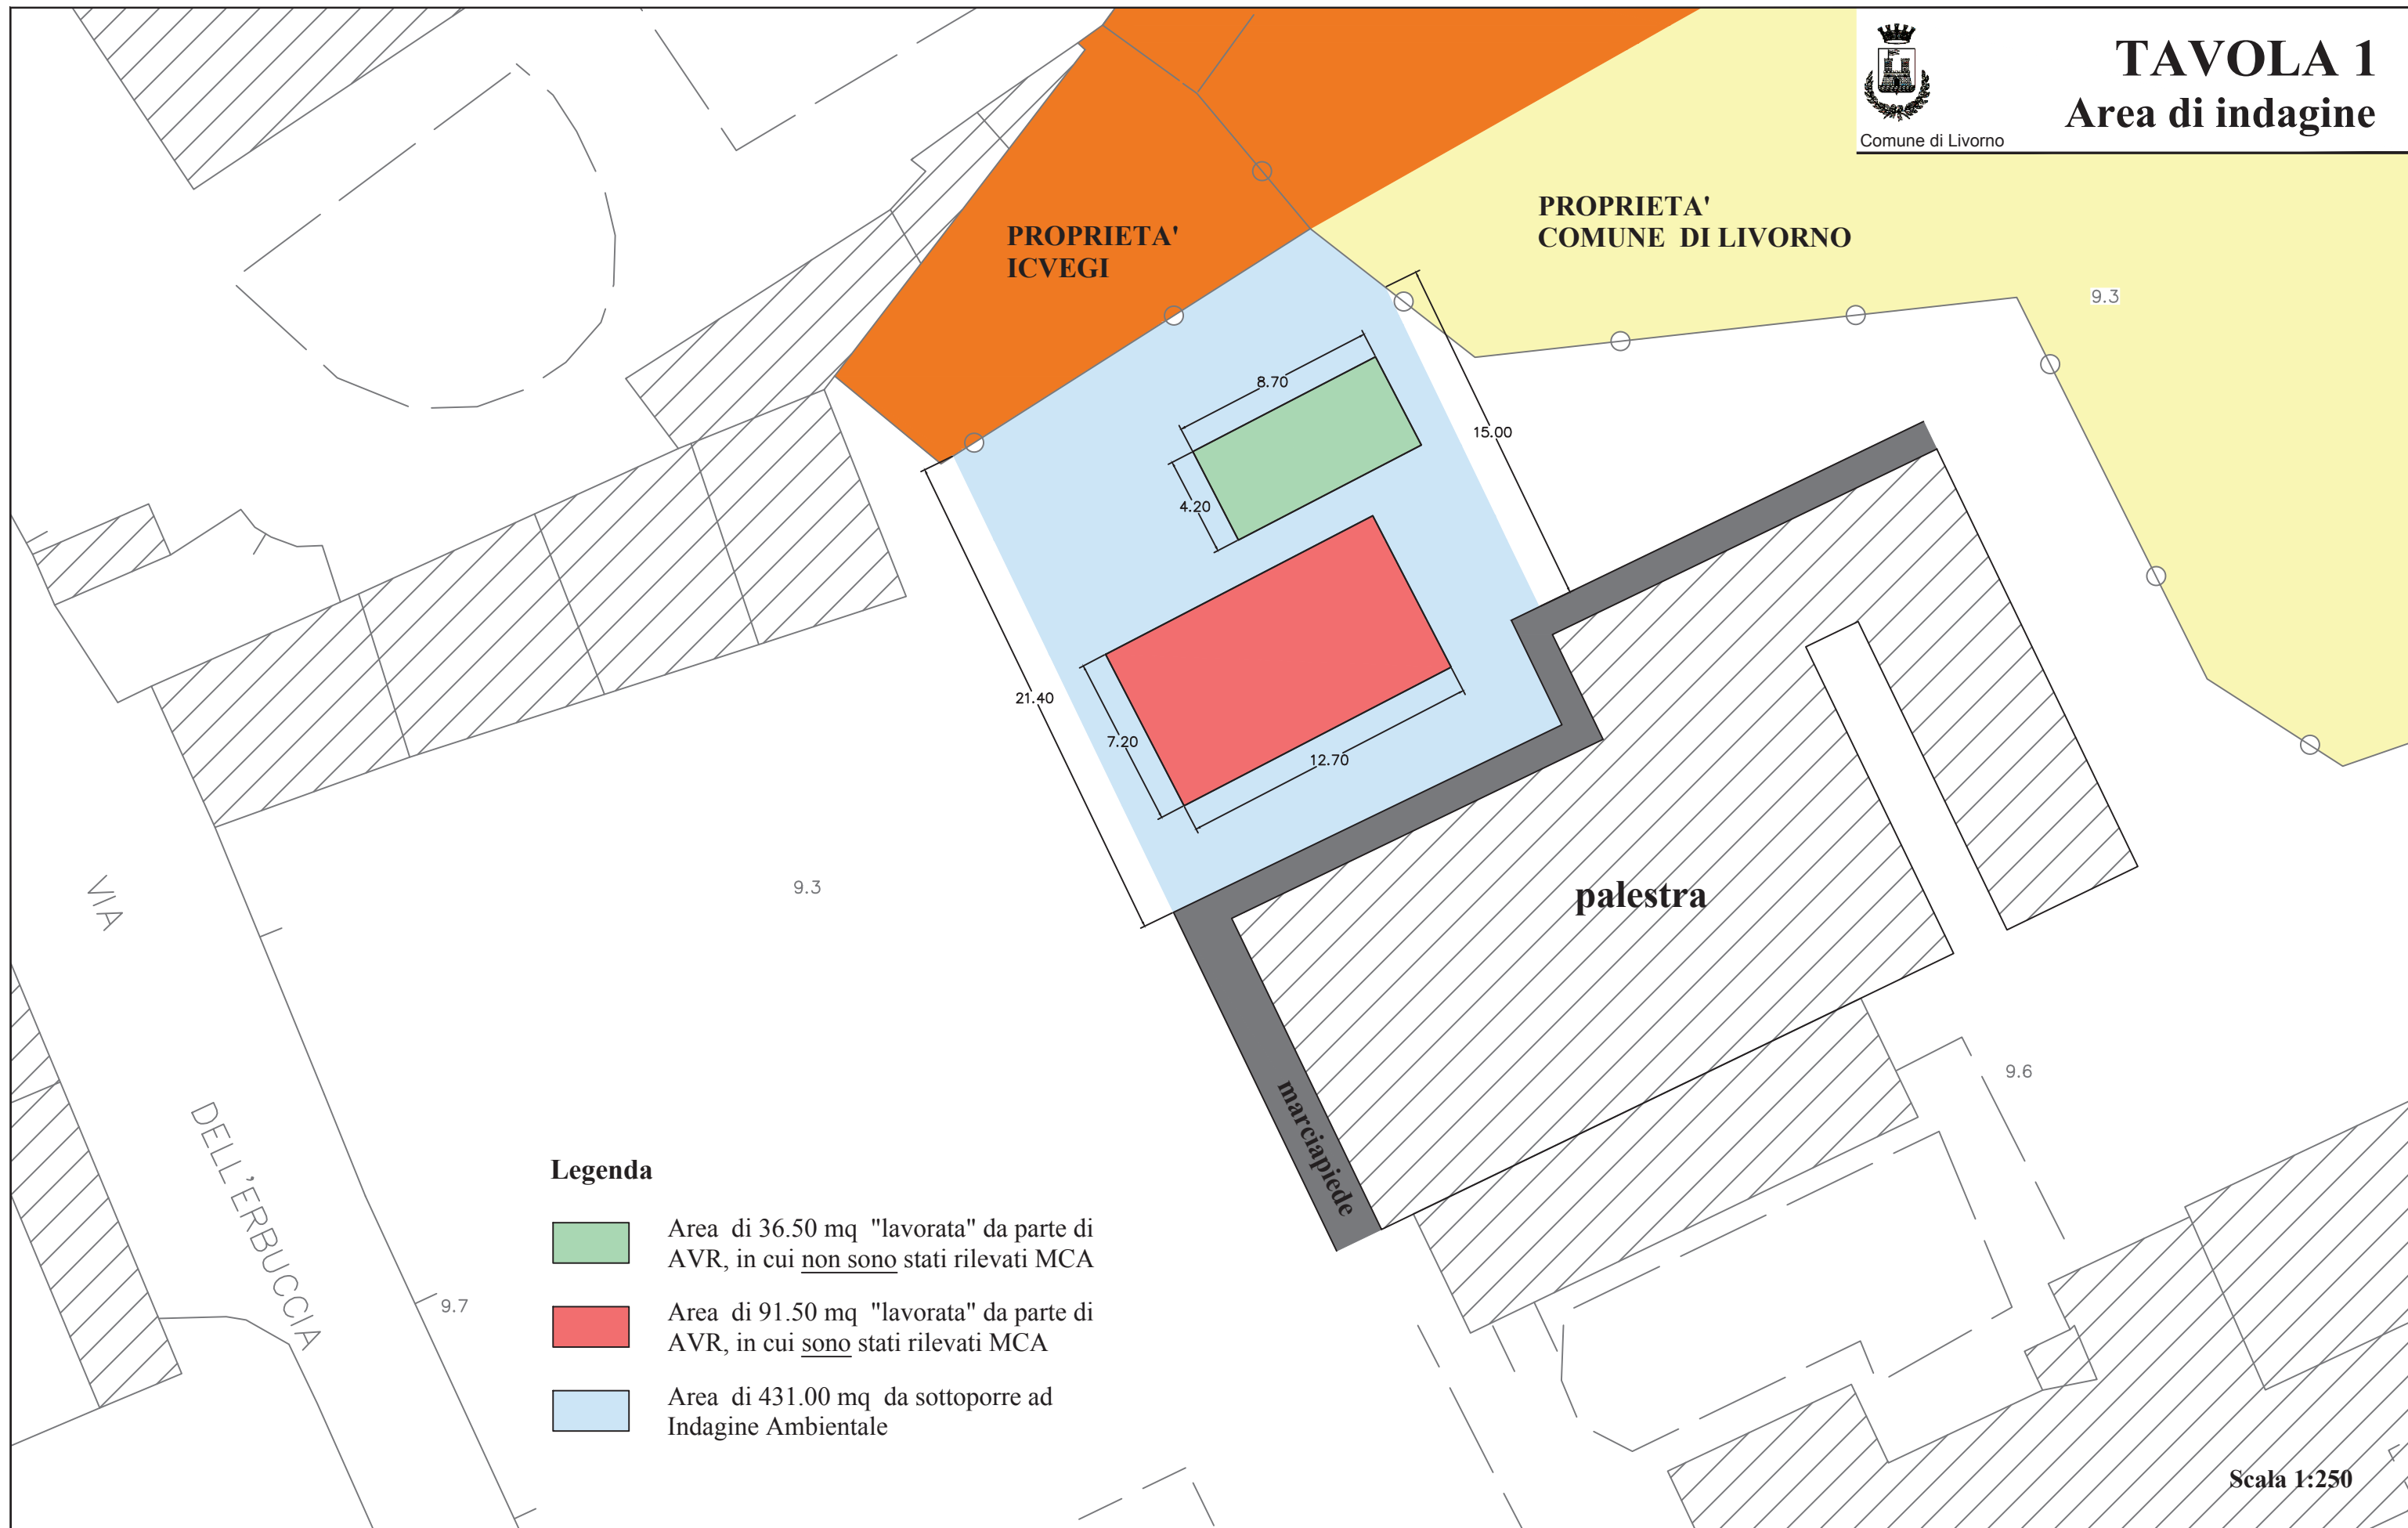 TAVOLA 1
Area di indagine
Comune di Livorno
PROPRIETA'
ICVEGI
PROPRIETA'
COMUNE DI LIVORNO
9.3
8.70
15.00
4.20
21.40
7.20
12.70
palestra
9.3
VIA
DELL'ERBUCCIA
marciapiede
9.6
9.7
Legenda
Area di 36.50 mq "lavorata" da parte di
AVR, in cui non sono stati rilevati MCA
Area di 91.50 mq "lavorata" da parte di
AVR, in cui sono stati rilevati MCA
Area di 431.00 mq da sottoporre ad
Indagine Ambientale
Scala 1:250